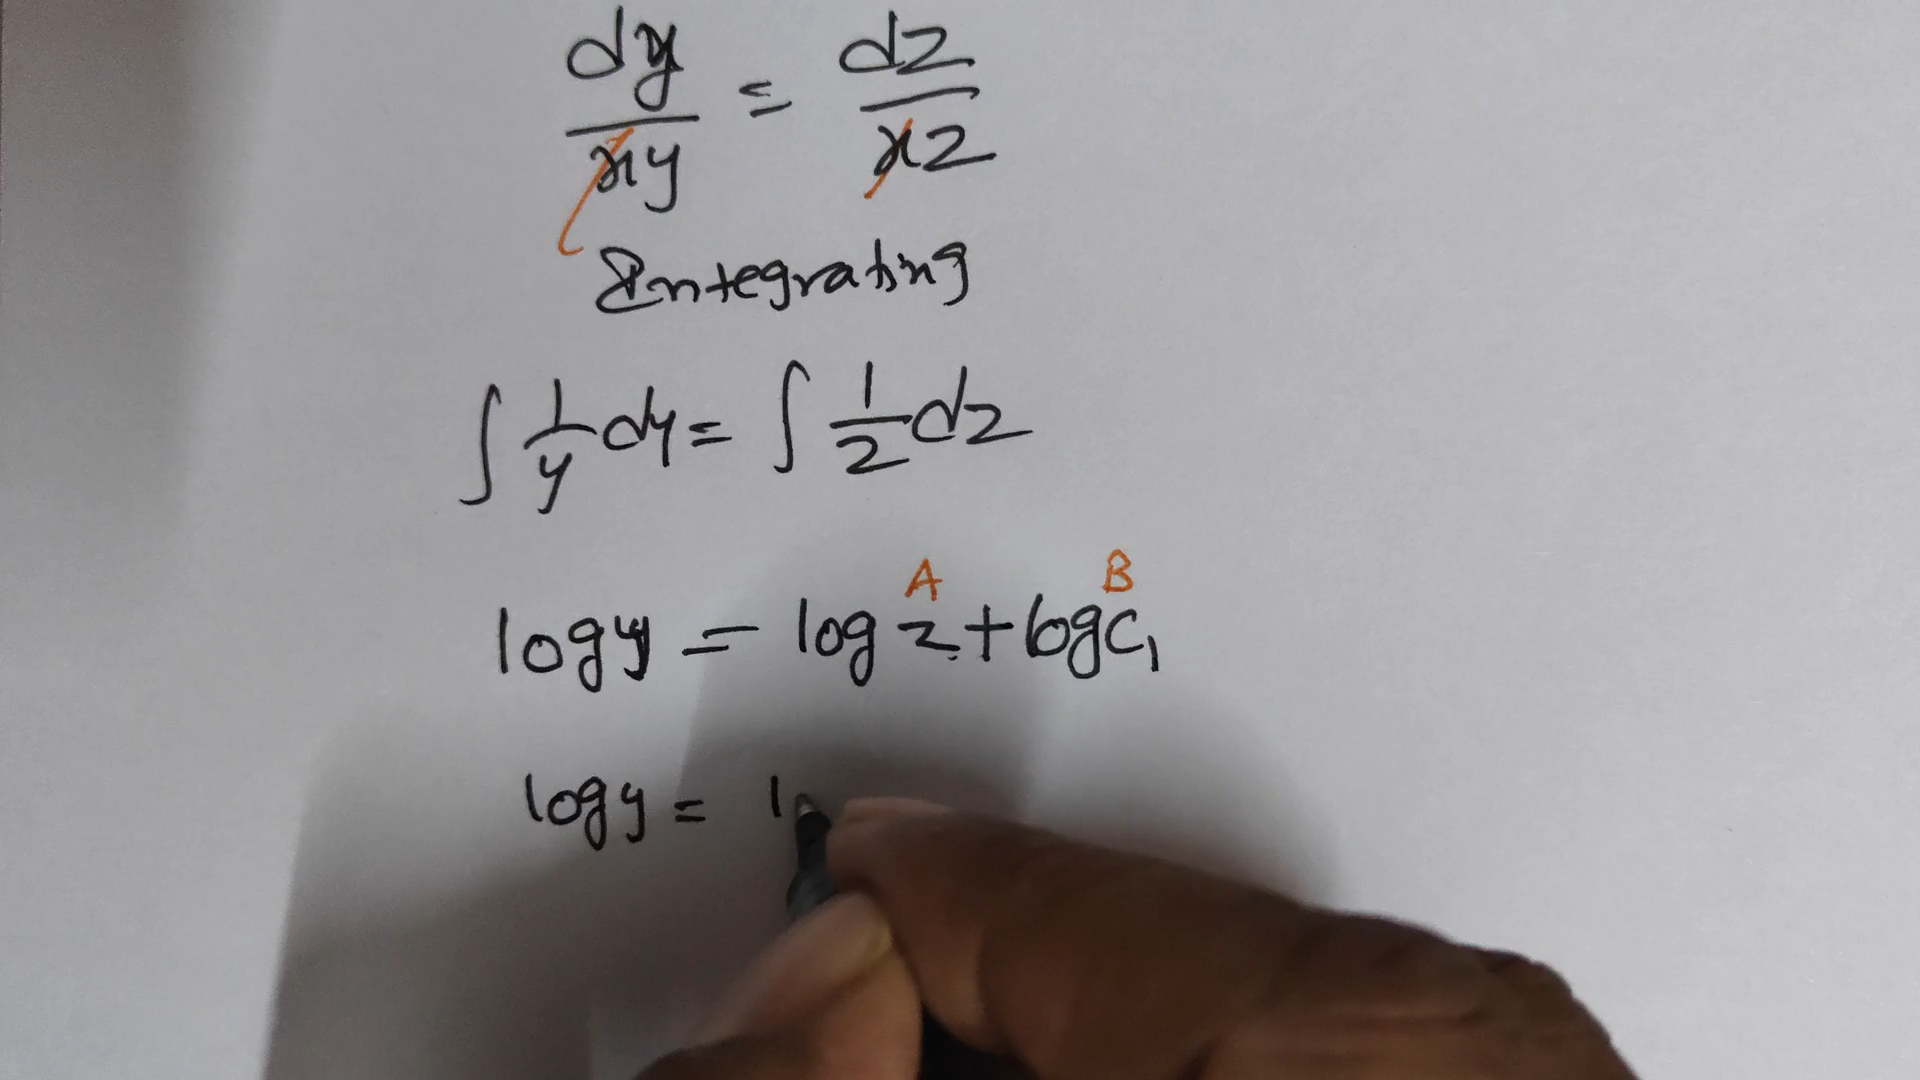 dy/xy = dz/xz
Integrating
∫ 1/y dy = ∫ 1/z dz
A B
log y = log z + log c₁
log y = l